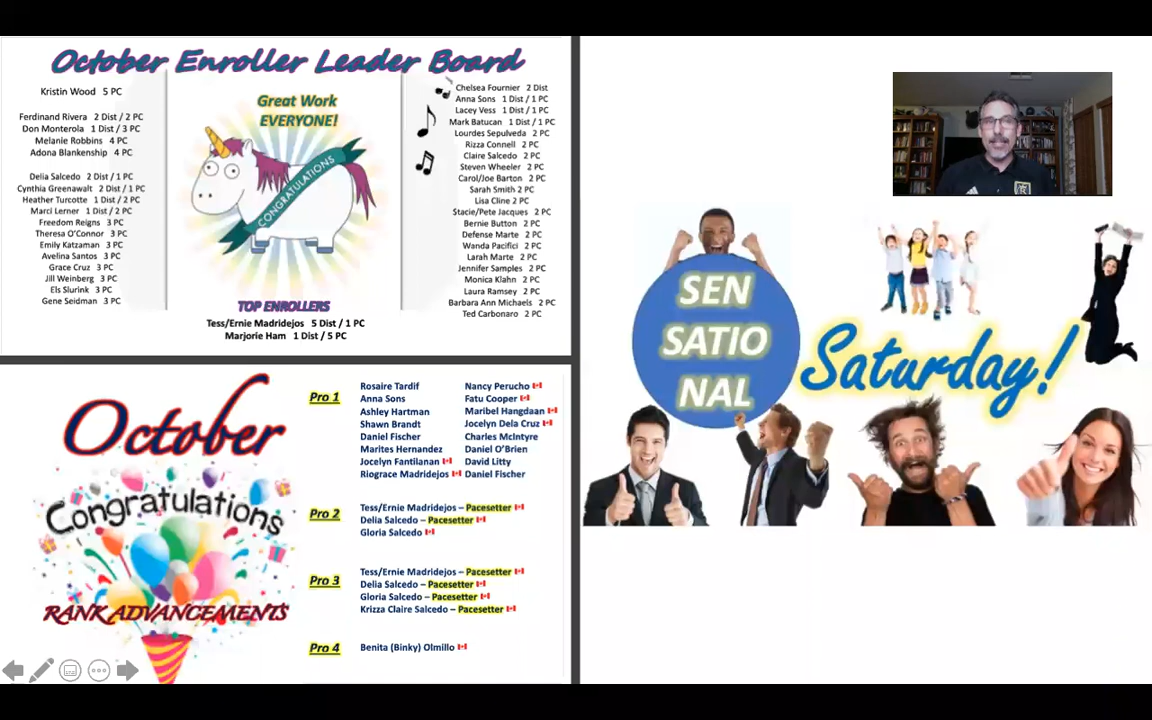 October Enroller Leader Board
Kristin Wood 5 PC
Ferdinand Rivera 2 Dist / 2 PC
Don Monterola 1 Dist / 3 PC
Melanie Robbins 4 PC
Adona Blankenship 4 PC
Delia Salcedo 2 Dist / 1 PC
Cynthia Greenawalt 2 Dist / 1 PC
Heather Turcotte 2 Dist / 1 PC
Marci Lerner 1 Dist / 2 PC
Freedom Reigns 3 PC
Theresa O'Connor 3 PC
Emily Katzaman 3 PC
Avelina Santos 3 PC
Grace Cruz 3 PC
Jill Weinberg 3 PC
Els Slurink 3 PC
Gene Seidman 3 PC
Great Work
EVERYONE!
CONGRATULATIONS
TOP ENROLLERS
Tess/Ernie Madridejos 5 Dist / 1 PC
Marjorie Ham 1 Dist / 5 PC
Chelsea Fournier 2 Dist
Anna Sons 1 Dist / 1 PC
Lacey Vess 1 Dist / 1 PC
Mark Batucan 1 Dist / 1 PC
Lourdes Sepulveda 2 PC
Rizza Connell 2 PC
Claire Salcedo 2 PC
Steven Wheeler 2 PC
Carol/Joe Barton 2 PC
Sarah Smith 2 PC
Lisa Cline 2 PC
Stacie/Pete Jacques 2 PC
Bernie Button 2 PC
Defense Marte 2 PC
Wanda Pacifici 2 PC
Larah Marte 2 PC
Jennifer Samples 2 PC
Monica Klahn 2 PC
Laura Ramsey 2 PC
Barbara Ann Michaels 2 PC
Ted Carbonaro 2 PC
October
Congratulations
RANK ADVANCEMENTS
Pro 1
Rosaire Tardif
Anna Sons
Ashley Hartman
Shawn Brandt
Daniel Fischer
Marites Hernandez
Jocelyn Fantilanan
Riograce Madridejos
Nancy Perucho
Fatu Cooper
Maribel Hangdaan
Jocelyn Dela Cruz
Charles McIntyre
Daniel O'Brien
David Litty
Daniel Fischer
Pro 2
Tess/Ernie Madridejos – Pacesetter
Delia Salcedo – Pacesetter
Gloria Salcedo
Pro 3
Tess/Ernie Madridejos – Pacesetter
Delia Salcedo – Pacesetter
Gloria Salcedo – Pacesetter
Krizza Claire Salcedo – Pacesetter
Pro 4
Benita (Binky) Olmillo
SEN
SATIO
NAL
Saturday!